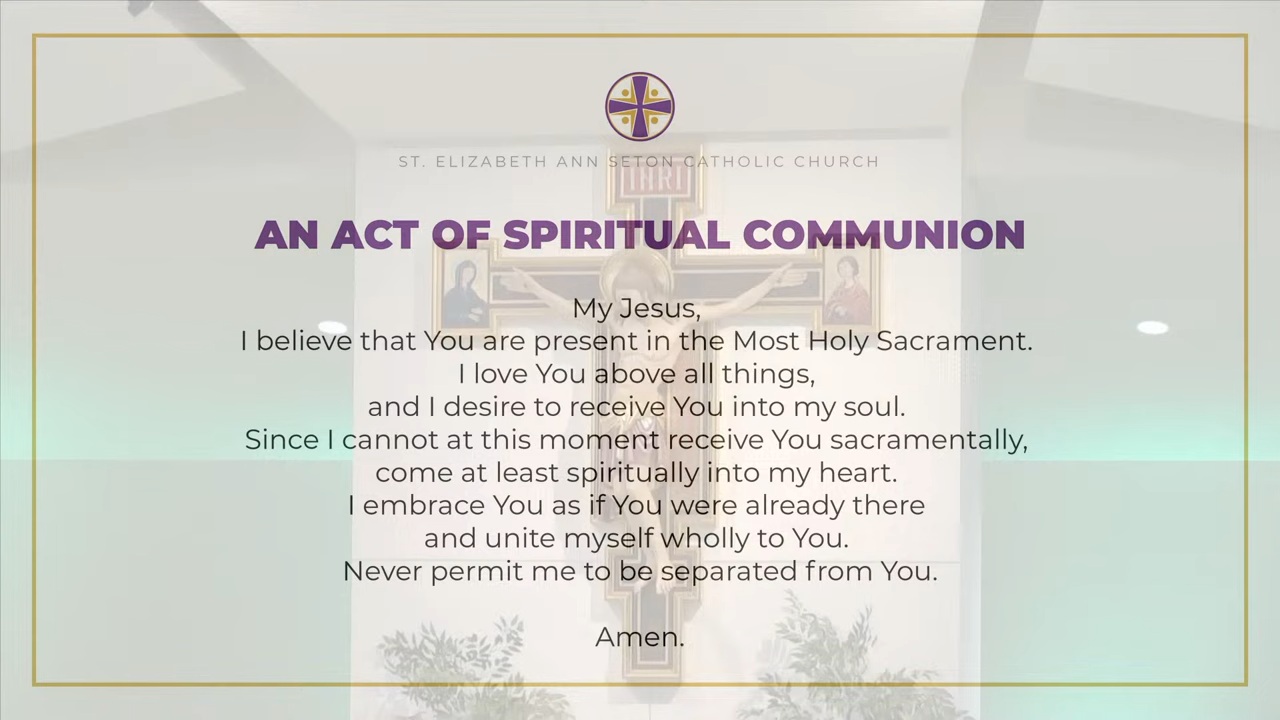 ST. ELIZABETH ANN SETON CATHOLIC CHURCH
INRI
AN ACT OF SPIRITUAL COMMUNION
My Jesus,
I believe that You are present in the Most Holy Sacrament.
I love You above all things,
and I desire to receive You into my soul.
Since I cannot at this moment receive You sacramentally,
come at least spiritually into my heart.
I embrace You as if You were already there
and unite myself wholly to You.
Never permit me to be separated from You.
Amen.